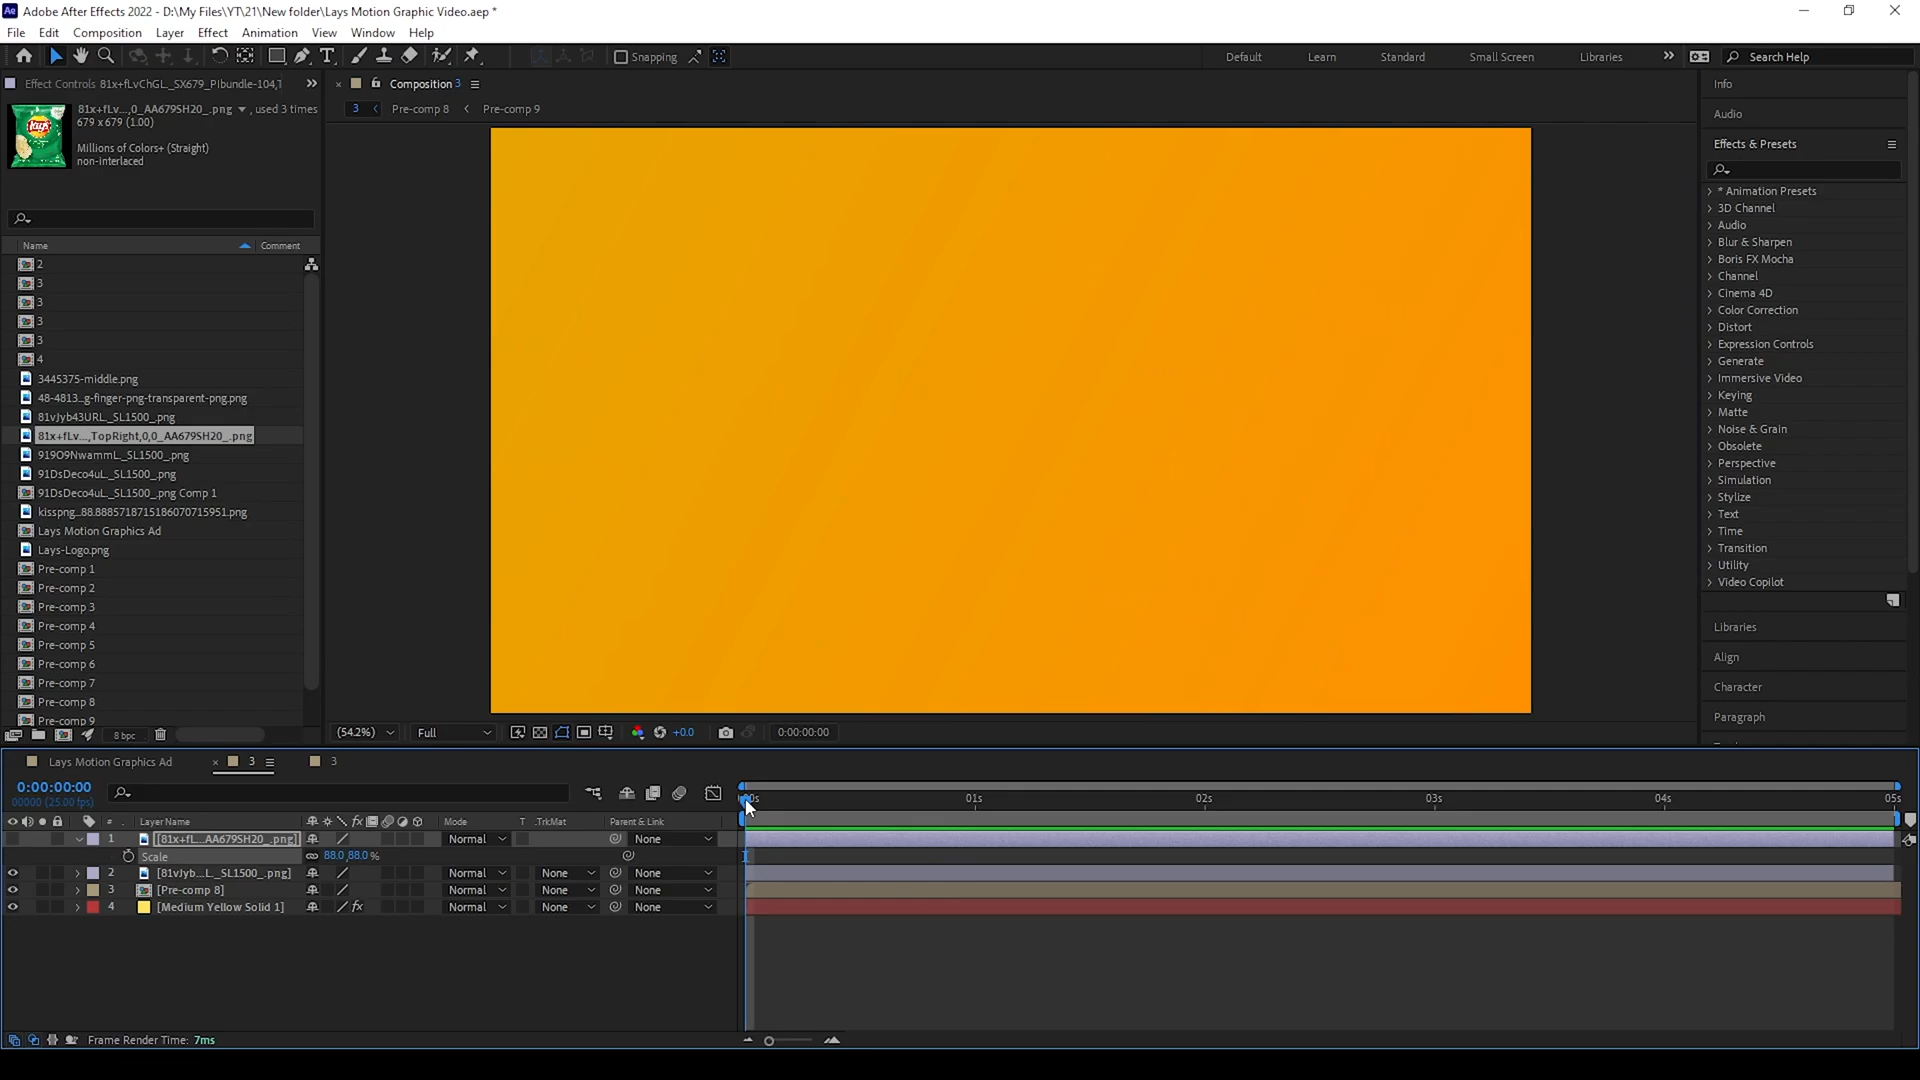 Adobe After Effects 2022 - D:\My Files\YT\21\New folder\Lays Motion Graphic Video.aep *
File Edit Composition Layer Effect Animation View Window Help
Snapping
Default Learn Standard Small Screen Libraries
Search Help
Effect Controls 81x+fLvChGL._SX679_PIbundle-104,T
81x+fLv...,0_AA679SH20_.png , used 3 times
679 x 679 (1.00)
Millions of Colors+ (Straight)
non-interlaced
Lay's
Name Comment
2
3
3
3
3
4
3445375-middle.png
48-4813...g-finger-png-transparent-png.png
81vJyb43URL._SL1500_.png
81x+fLv...,TopRight,0,0_AA679SH20_.png
919O9NwammL._SL1500_.png
91DsDeco4uL._SL1500_.png
91DsDeco4uL._SL1500_.png Comp 1
kisspng...88.8885718715186070715951.png
Lays Motion Graphics Ad
Lays-Logo.png
Pre-comp 1
Pre-comp 2
Pre-comp 3
Pre-comp 4
Pre-comp 5
Pre-comp 6
Pre-comp 7
Pre-comp 8
Pre-comp 9
8 bpc
Composition 3
3 Pre-comp 8 Pre-comp 9
(54.2%) Full +0.0 0:00:00:00
Info
Audio
Effects & Presets
* Animation Presets
3D Channel
Audio
Blur & Sharpen
Boris FX Mocha
Channel
Cinema 4D
Color Correction
Distort
Expression Controls
Generate
Immersive Video
Keying
Matte
Noise & Grain
Obsolete
Perspective
Simulation
Stylize
Text
Time
Transition
Utility
Video Copilot
Libraries
Align
Character
Paragraph
Lays Motion Graphics Ad 3 3
0:00:00:00
00000 (25.00 fps)
# Layer Name Mode T .TrkMat Parent & Link
01s 02s 03s 04s 05s
1 [81x+fL...AA679SH20_.png] Normal None
Scale 88.0,88.0 %
2 [81vJyb...L._SL1500_.png] Normal None None
3 [Pre-comp 8] Normal None None
4 [Medium Yellow Solid 1] fx Normal None None
Frame Render Time: 7ms